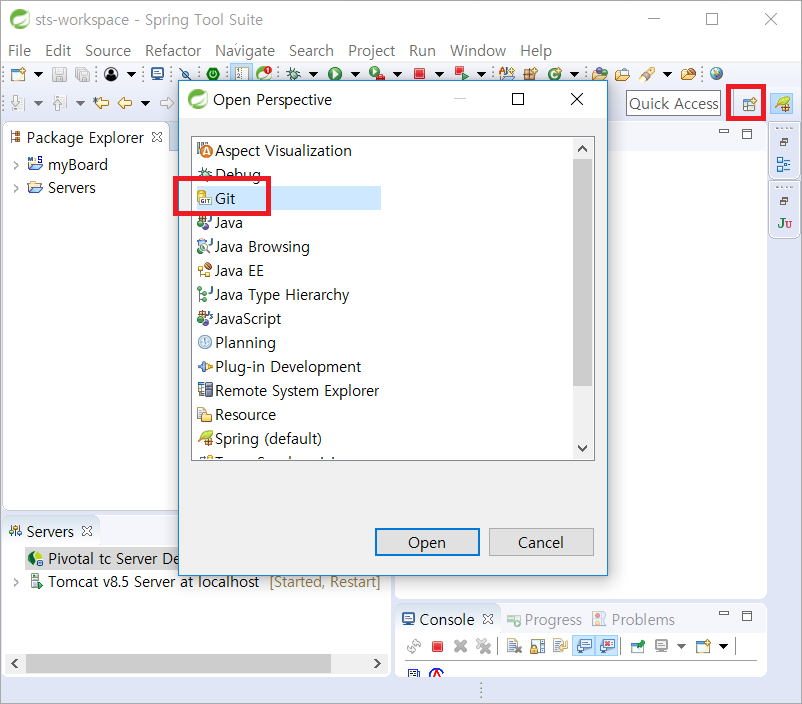 sts-workspace - Spring Tool Suite
File Edit Source Refactor Navigate Search Project Run Window Help
Quick Access
Package Explorer
myBoard
Servers
Open Perspective
Aspect Visualization
Debug
Git
Java
Java Browsing
Java EE
Java Type Hierarchy
JavaScript
Planning
Plug-in Development
Remote System Explorer
Resource
Spring (default)
Open Cancel
Servers
Pivotal tc Server De
Tomcat v8.5 Server at localhost [Started, Restart]
Console Progress Problems